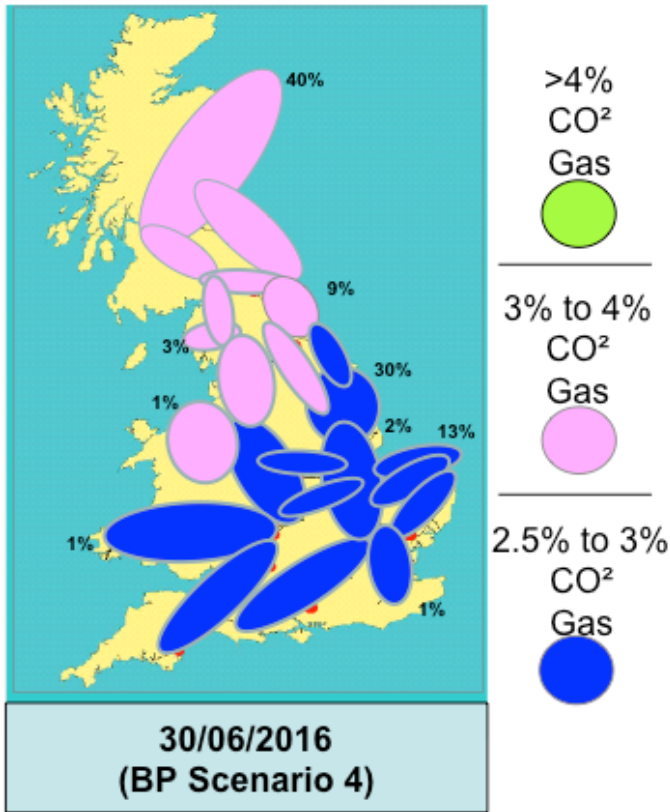 40%
9%
3%
30%
1%
2%
13%
1%
1%
30/06/2016
(BP Scenario 4)
>4%
CO²
Gas
3% to 4%
CO²
Gas
2.5% to 3%
CO²
Gas